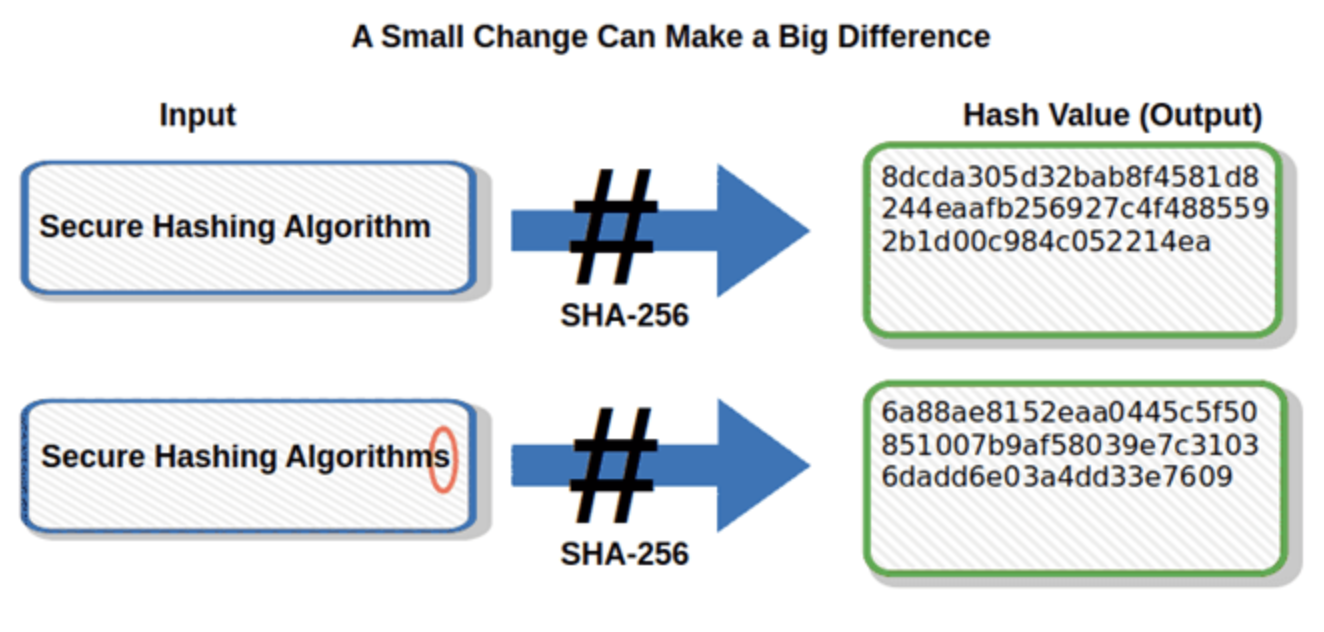 A Small Change Can Make a Big Difference
Input
Hash Value (Output)
Secure Hashing Algorithm
#
SHA-256
8dcda305d32bab8f4581d8
244eaafb256927c4f488559
2b1d00c984c052214ea
Secure Hashing Algorithms
#
SHA-256
6a88ae8152eaa0445c5f50
851007b9af58039e7c3103
6dadd6e03a4dd33e7609